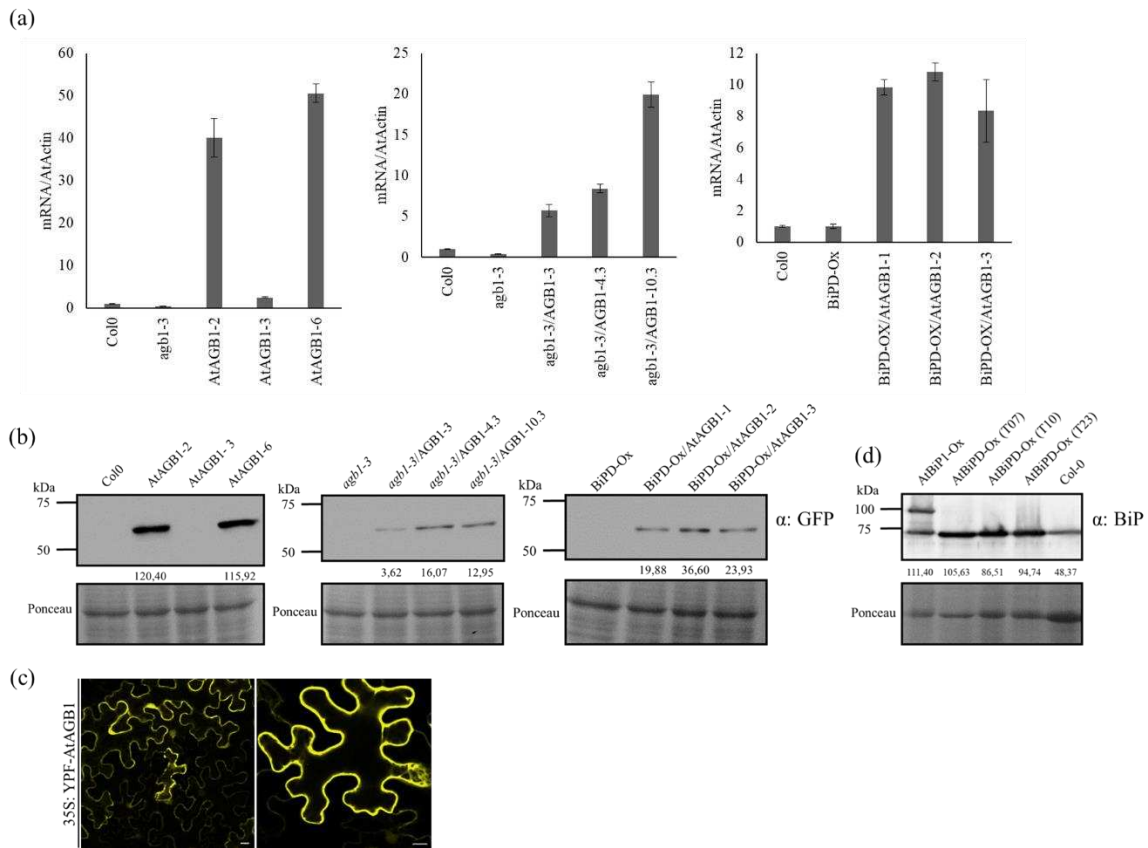 (a)
mRNA/AtActin
60
50
40
30
20
10
0
Col0
agb1-3
AtAGB1-2
AtAGB1-3
AtAGB1-6
mRNA/AtActin
25
20
15
10
5
0
Col0
agb1-3
agb1-3/AGB1-3
agb1-3/AGB1-4.3
agb1-3/AGB1-10.3
mRNA/AtActin
12
10
8
6
4
2
0
Col0
BiPD-Ox
BiPD-OX/AtAGB1-1
BiPD-OX/AtAGB1-2
BiPD-OX/AtAGB1-3
(b)
Col0
AtAGB1-2
AtAGB1- 3
AtAGB1-6
kDa
75
50
120,40 115,92
Ponceau
agb1-3
agb1-3/AGB1-3
agb1-3/AGB1-4.3
agb1-3/AGB1-10.3
kDa
75
50
3,62 16,07 12,95
Ponceau
BiPD-Ox
BiPD-Ox/AtAGB1-1
BiPD-Ox/AtAGB1-2
BiPD-Ox/AtAGB1-3
kDa
75
50
α: GFP
19,88 36,60 23,93
Ponceau
(d)
AtBiP1-Ox
AtBiPD-Ox (T07)
AtBiPD-Ox (T10)
AtBiPD-Ox (T23)
Col-0
kDa
100
75
α: BiP
111,40 105,63 86,51 94,74 48,37
Ponceau
(c)
35S: YPF-AtAGB1